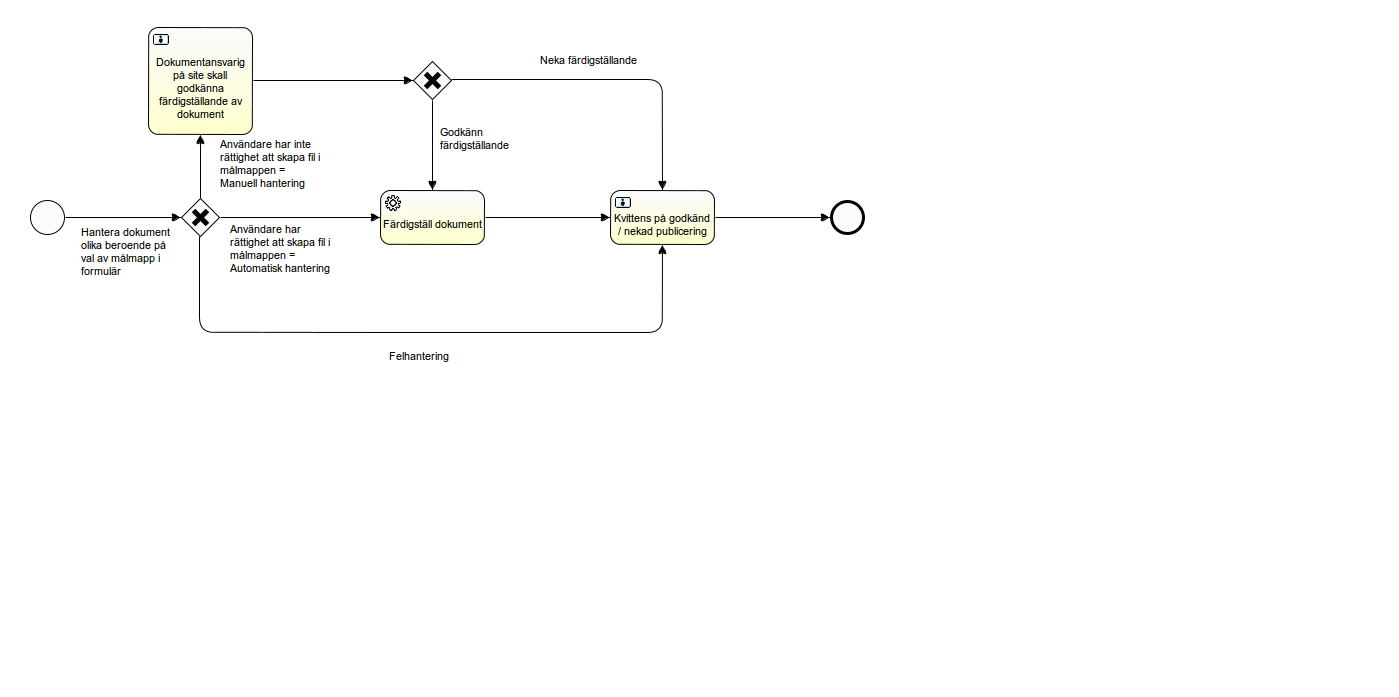 Dokumentansvarig
på site skall
godkänna
färdigställande av
dokument
Neka färdigställande
Godkänn
färdigställande
Användare har inte
rättighet att skapa fil i
målmappen =
Manuell hantering
Hantera dokument
olika beroende på
val av målmapp i
formulär
Användare har
rättighet att skapa fil i
målmappen =
Automatisk hantering
Färdigställ dokument
Kvittens på godkänd
/ nekad publicering
Felhantering